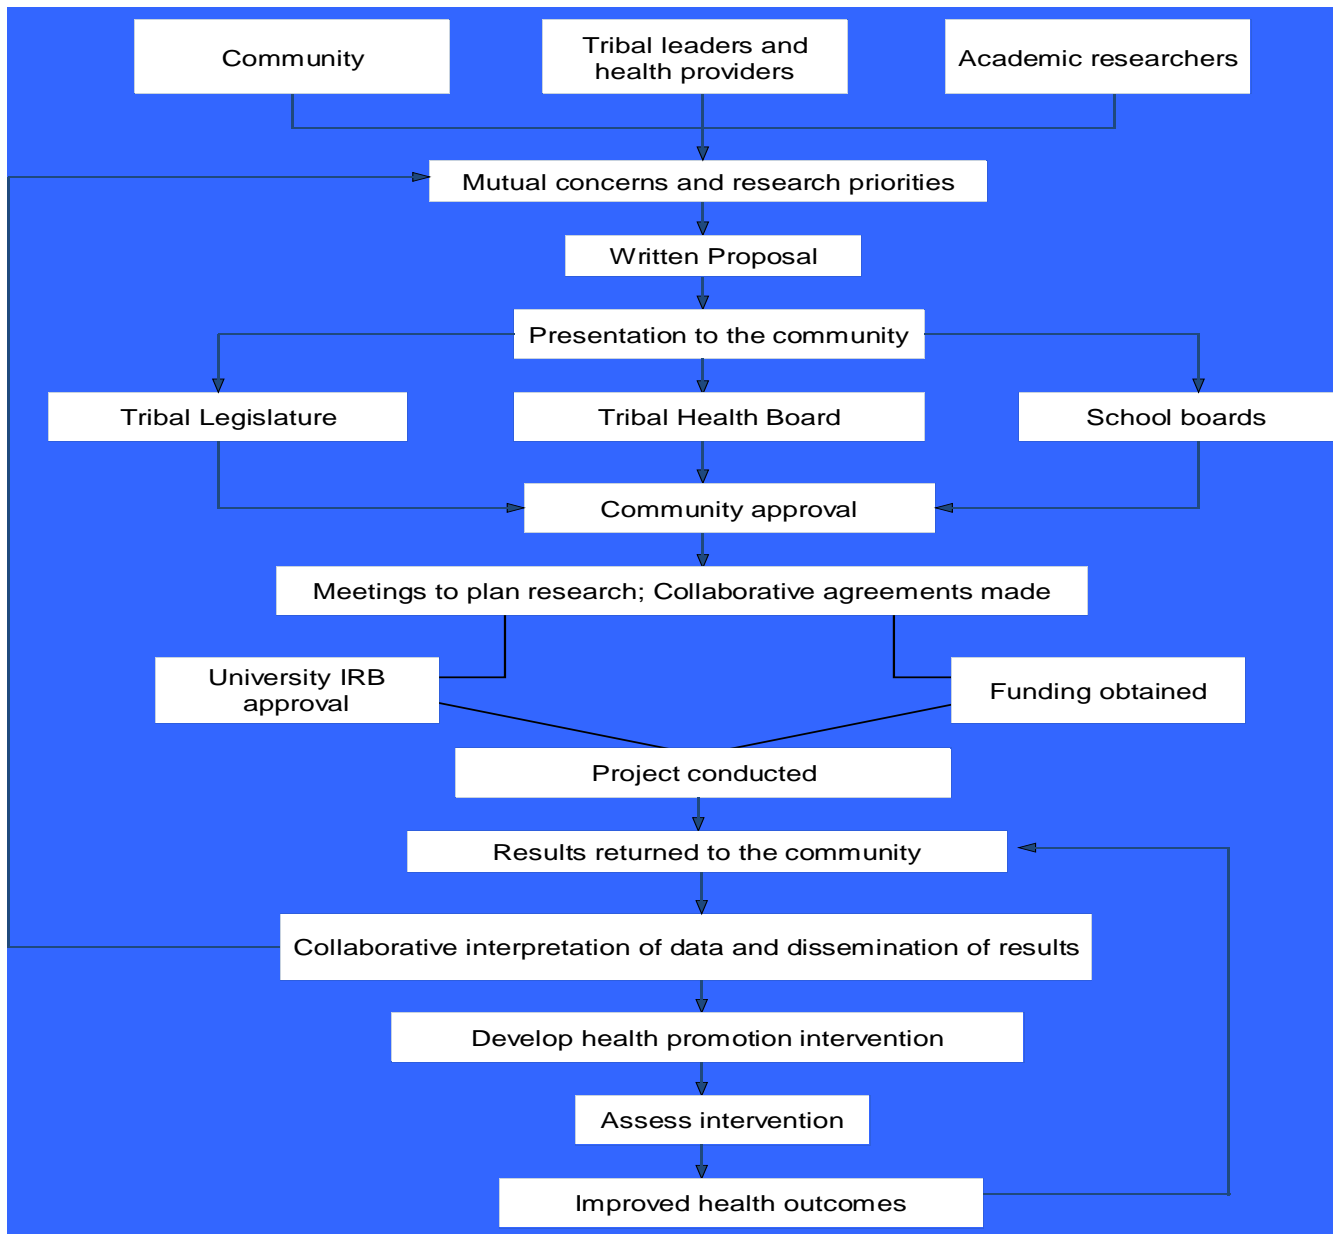 Community
Tribal leaders and
health providers
Academic researchers
Mutual concerns and research priorities
Written Proposal
Presentation to the community
Tribal Legislature
Tribal Health Board
School boards
Community approval
Meetings to plan research; Collaborative agreements made
University IRB
approval
Funding obtained
Project conducted
Results returned to the community
Collaborative interpretation of data and dissemination of results
Develop health promotion intervention
Assess intervention
Improved health outcomes